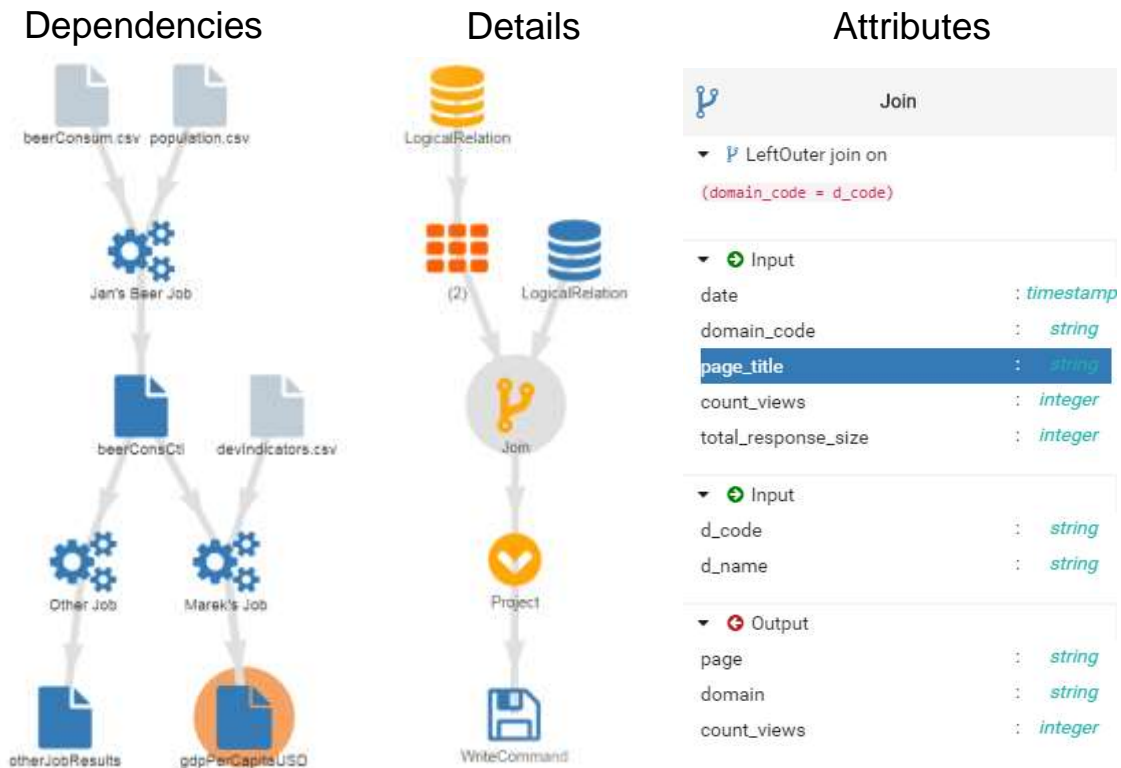 Dependencies
beerConsum.csv population.csv
Jan's Beer Job
beerConsCtl devIndicators.csv
Other Job Marek's Job
otherJobResults gdpPerCapitaUSD
Details
LogicalRelation
(2) LogicalRelation
Join
Project
WriteCommand
Attributes
Join
LeftOuter join on
(domain_code = d_code)
Input
date : timestamp
domain_code : string
page_title : string
count_views : integer
total_response_size : integer
Input
d_code : string
d_name : string
Output
page : string
domain : string
count_views : integer